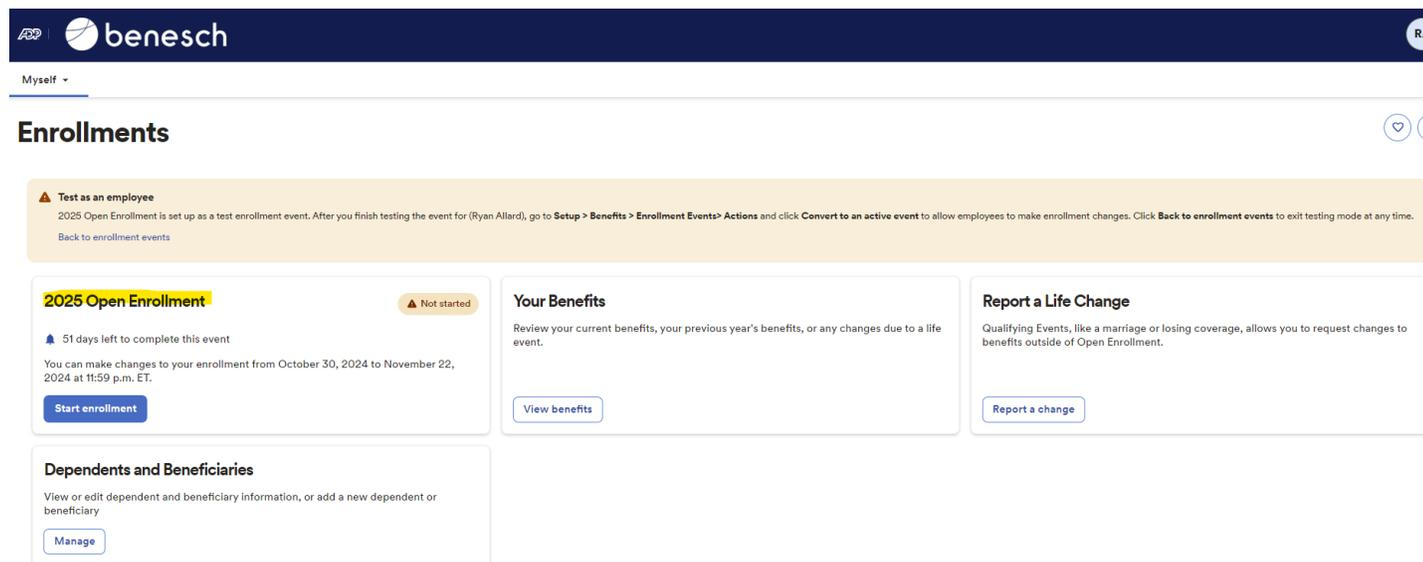 ADP
benesch
R
Myself
Enrollments
Test as an employee
2025 Open Enrollment is set up as a test enrollment event. After you finish testing the event for (Ryan Allard), go to Setup > Benefits > Enrollment Events> Actions and click Convert to an active event to allow employees to make enrollment changes. Click Back to enrollment events to exit testing mode at any time.
Back to enrollment events
2025 Open Enrollment
Not started
51 days left to complete this event
You can make changes to your enrollment from October 30, 2024 to November 22,
2024 at 11:59 p.m. ET.
Start enrollment
Your Benefits
Review your current benefits, your previous year's benefits, or any changes due to a life
event.
View benefits
Report a Life Change
Qualifying Events, like a marriage or losing coverage, allows you to request changes to
benefits outside of Open Enrollment.
Report a change
Dependents and Beneficiaries
View or edit dependent and beneficiary information, or add a new dependent or
beneficiary
Manage